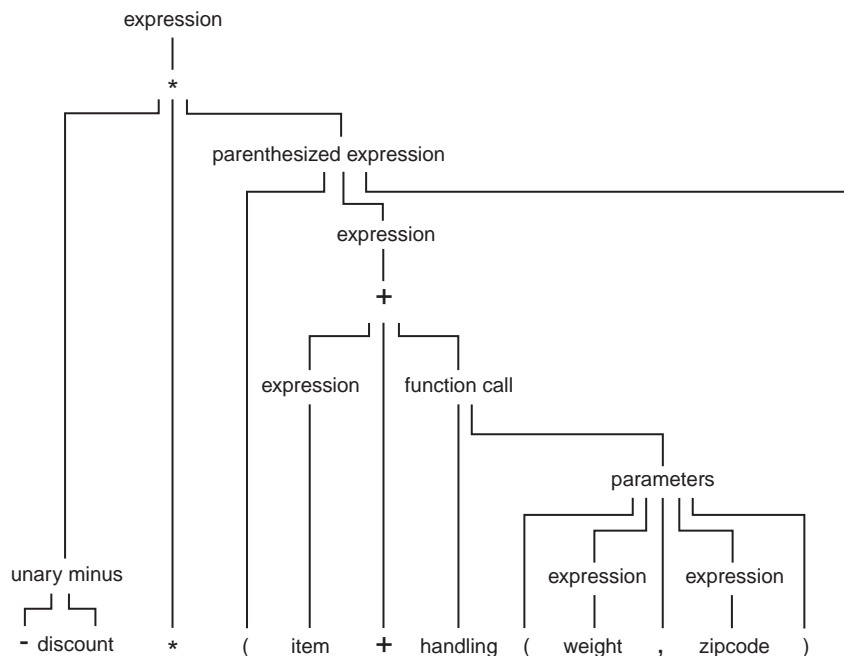 expression
*
parenthesized expression
expression
+
expression function call
parameters
unary minus expression expression
- discount * ( item + handling ( weight , zipcode )